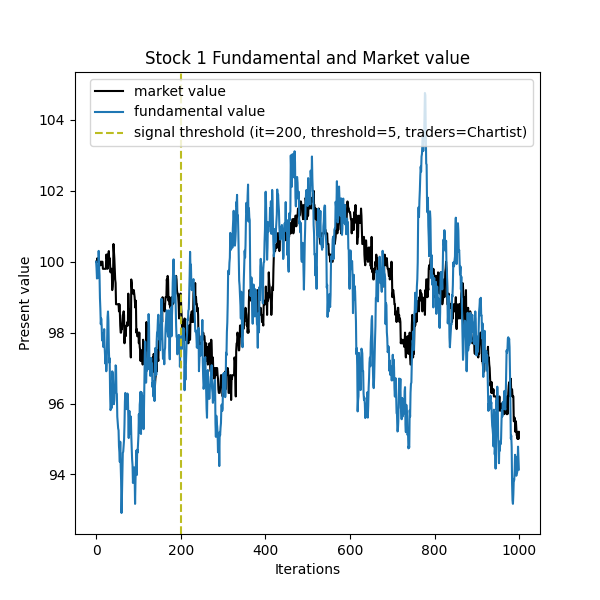 Stock 1 Fundamental and Market value
market value
fundamental value
signal threshold (it=200, threshold=5, traders=Chartist)
104
102
100
98
96
94
Present value
0 200 400 600 800 1000
Iterations